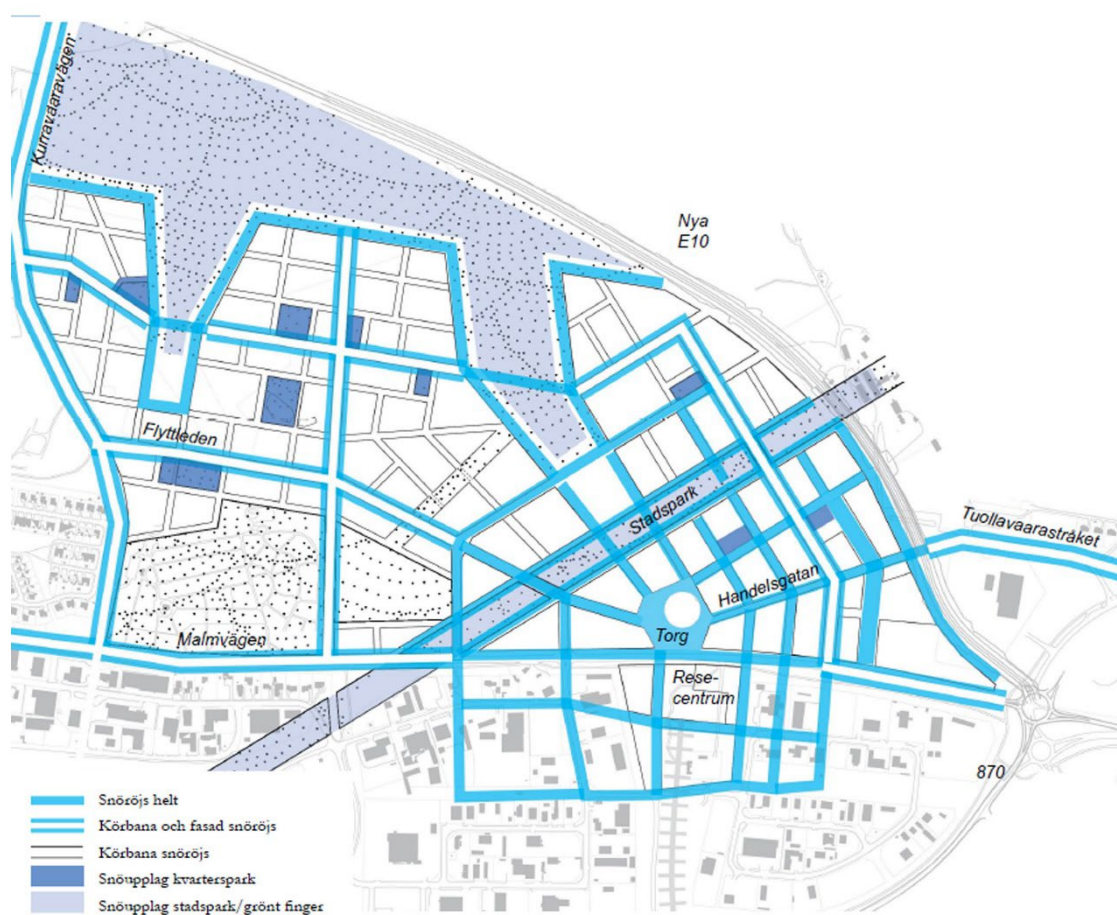 Kurravaaravägen
Nya
E10
Flyttleden
Stadspark
Tuollavaarastråket
Handelsgatan
Malmvägen
Torg
Rese-
centrum
870
Snöröjs helt
Körbana och fasad snöröjs
Körbana snöröjs
Snöupplag kvarterspark
Snöupplag stadspark/grönt finger